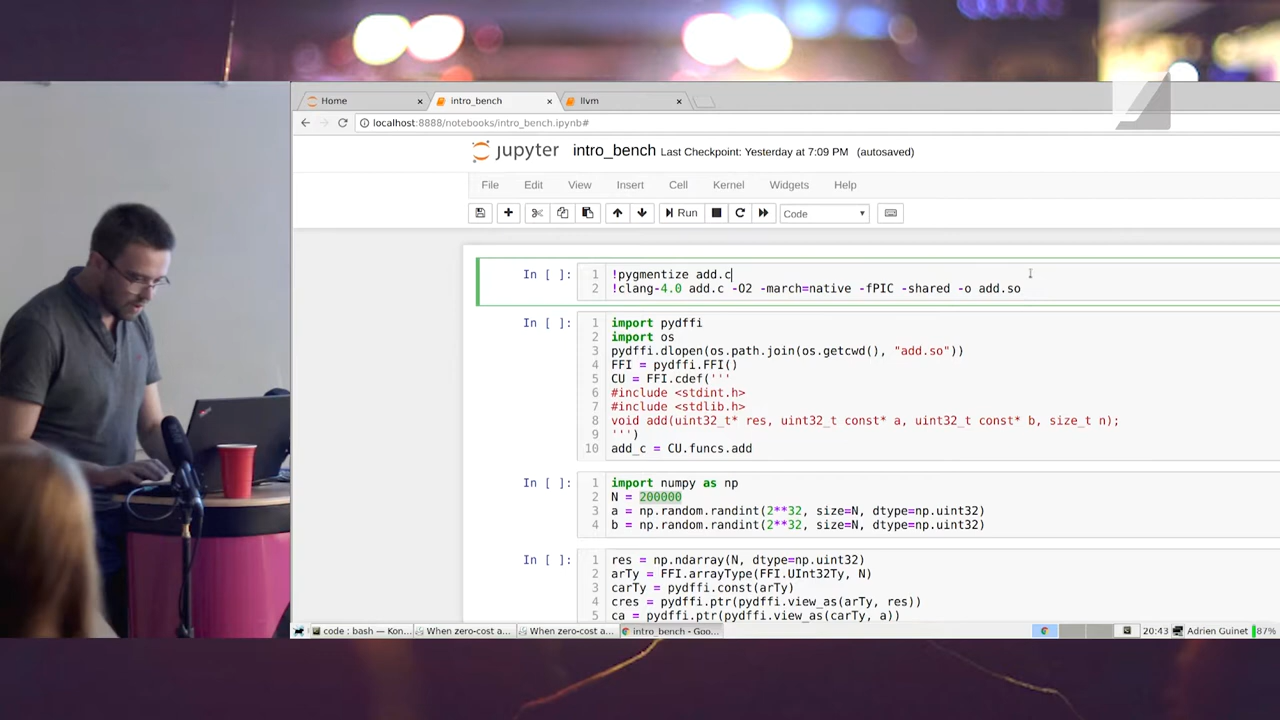 Home
intro_bench
llvm
localhost:8888/notebooks/intro_bench.ipynb#
jupyter intro_bench Last Checkpoint: Yesterday at 7:09 PM (autosaved)
File Edit View Insert Cell Kernel Widgets Help
Run Code
In [ ]:
1 !pygmentize add.c
2 !clang-4.0 add.c -O2 -march=native -fPIC -shared -o add.so
In [ ]:
1 import pydffi
2 import os
3 pydffi.dlopen(os.path.join(os.getcwd(), "add.so"))
4 FFI = pydffi.FFI()
5 CU = FFI.cdef('''
6 #include <stdint.h>
7 #include <stdlib.h>
8 void add(uint32_t* res, uint32_t const* a, uint32_t const* b, size_t n);
9 ''')
10 add_c = CU.funcs.add
In [ ]:
1 import numpy as np
2 N = 200000
3 a = np.random.randint(2**32, size=N, dtype=np.uint32)
4 b = np.random.randint(2**32, size=N, dtype=np.uint32)
In [ ]:
1 res = np.ndarray(N, dtype=np.uint32)
2 arTy = FFI.arrayType(FFI.UInt32Ty, N)
3 carTy = pydffi.const(arTy)
4 cres = pydffi.ptr(pydffi.view_as(arTy, res))
5 ca = pydffi.ptr(pydffi.view_as(carTy, a))
code : bash — Kon...
When zero-cost a...
When zero-cost a...
intro_bench - Goo...
20:43
Adrien Guinet
87%